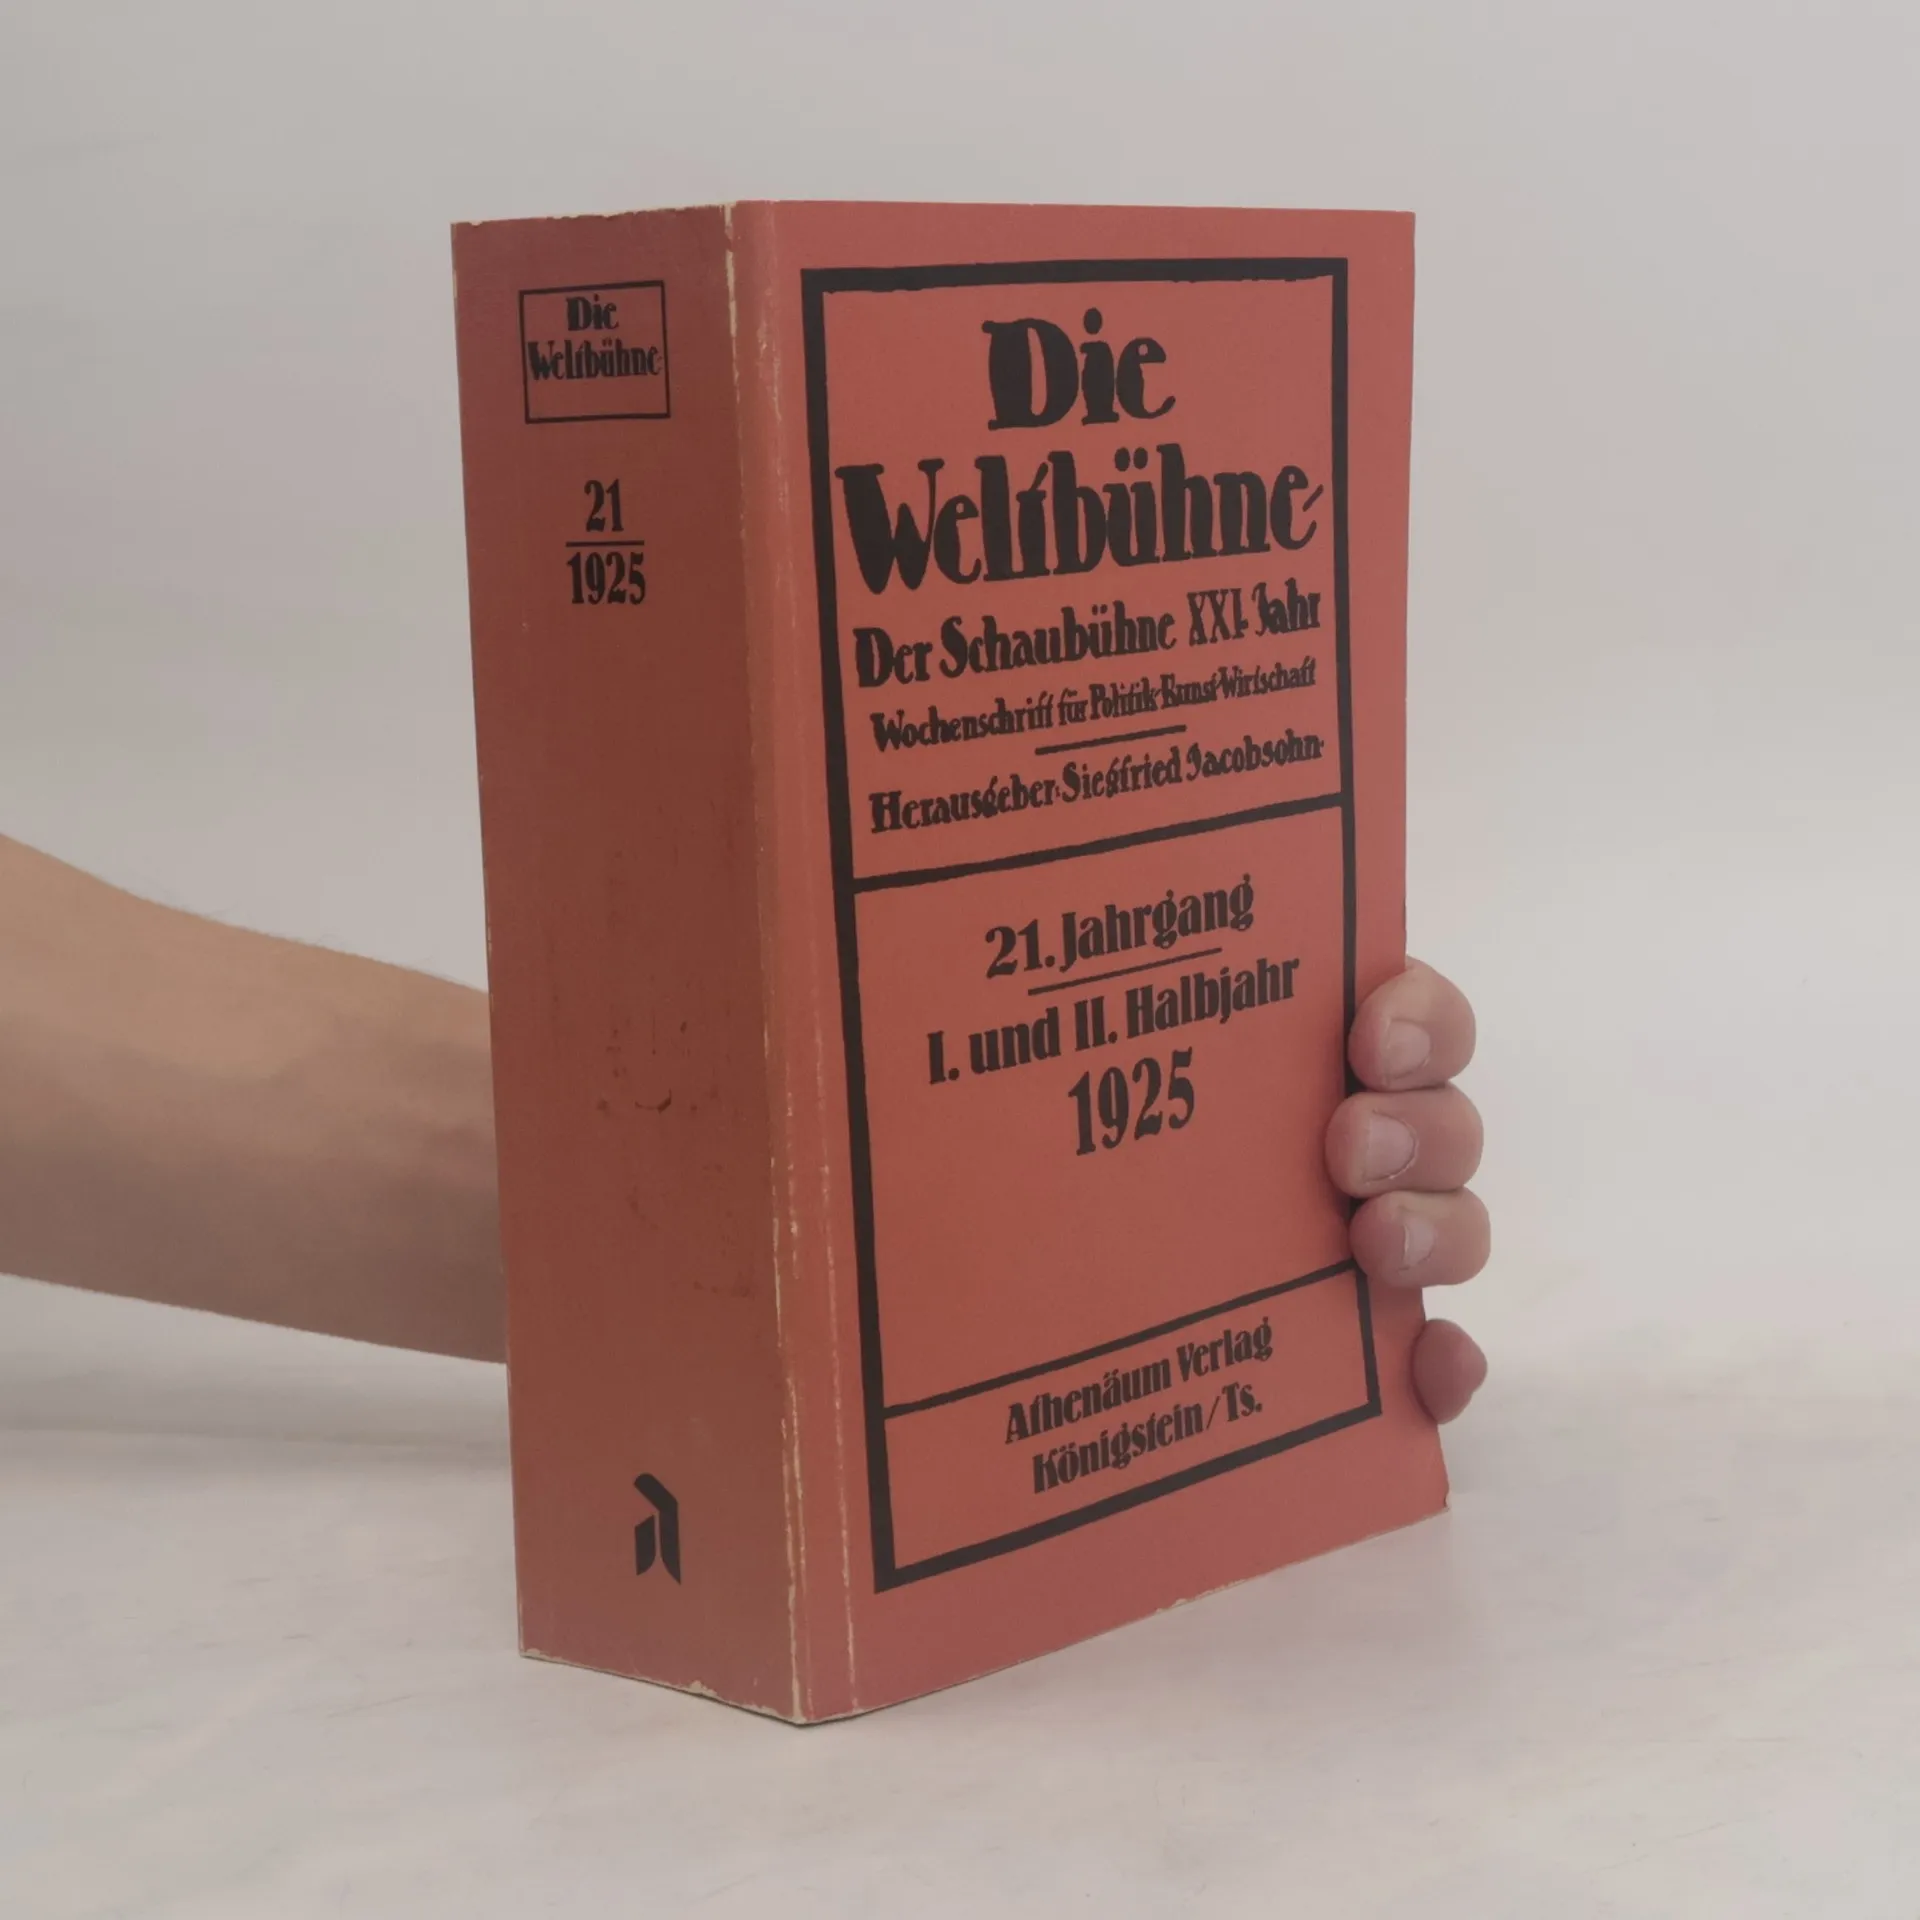 Die
Weltbühne
21
1925
Die
Weltbühne
Der Schaubühne XXI. Jahr
Wochenschrift für Politik-Kunst-Wirtschaft
Herausgeber: Siegfried Jacobsohn
21. Jahrgang
I. und II. Halbjahr
1925
Athenäum Verlag
Königstein/Ts.